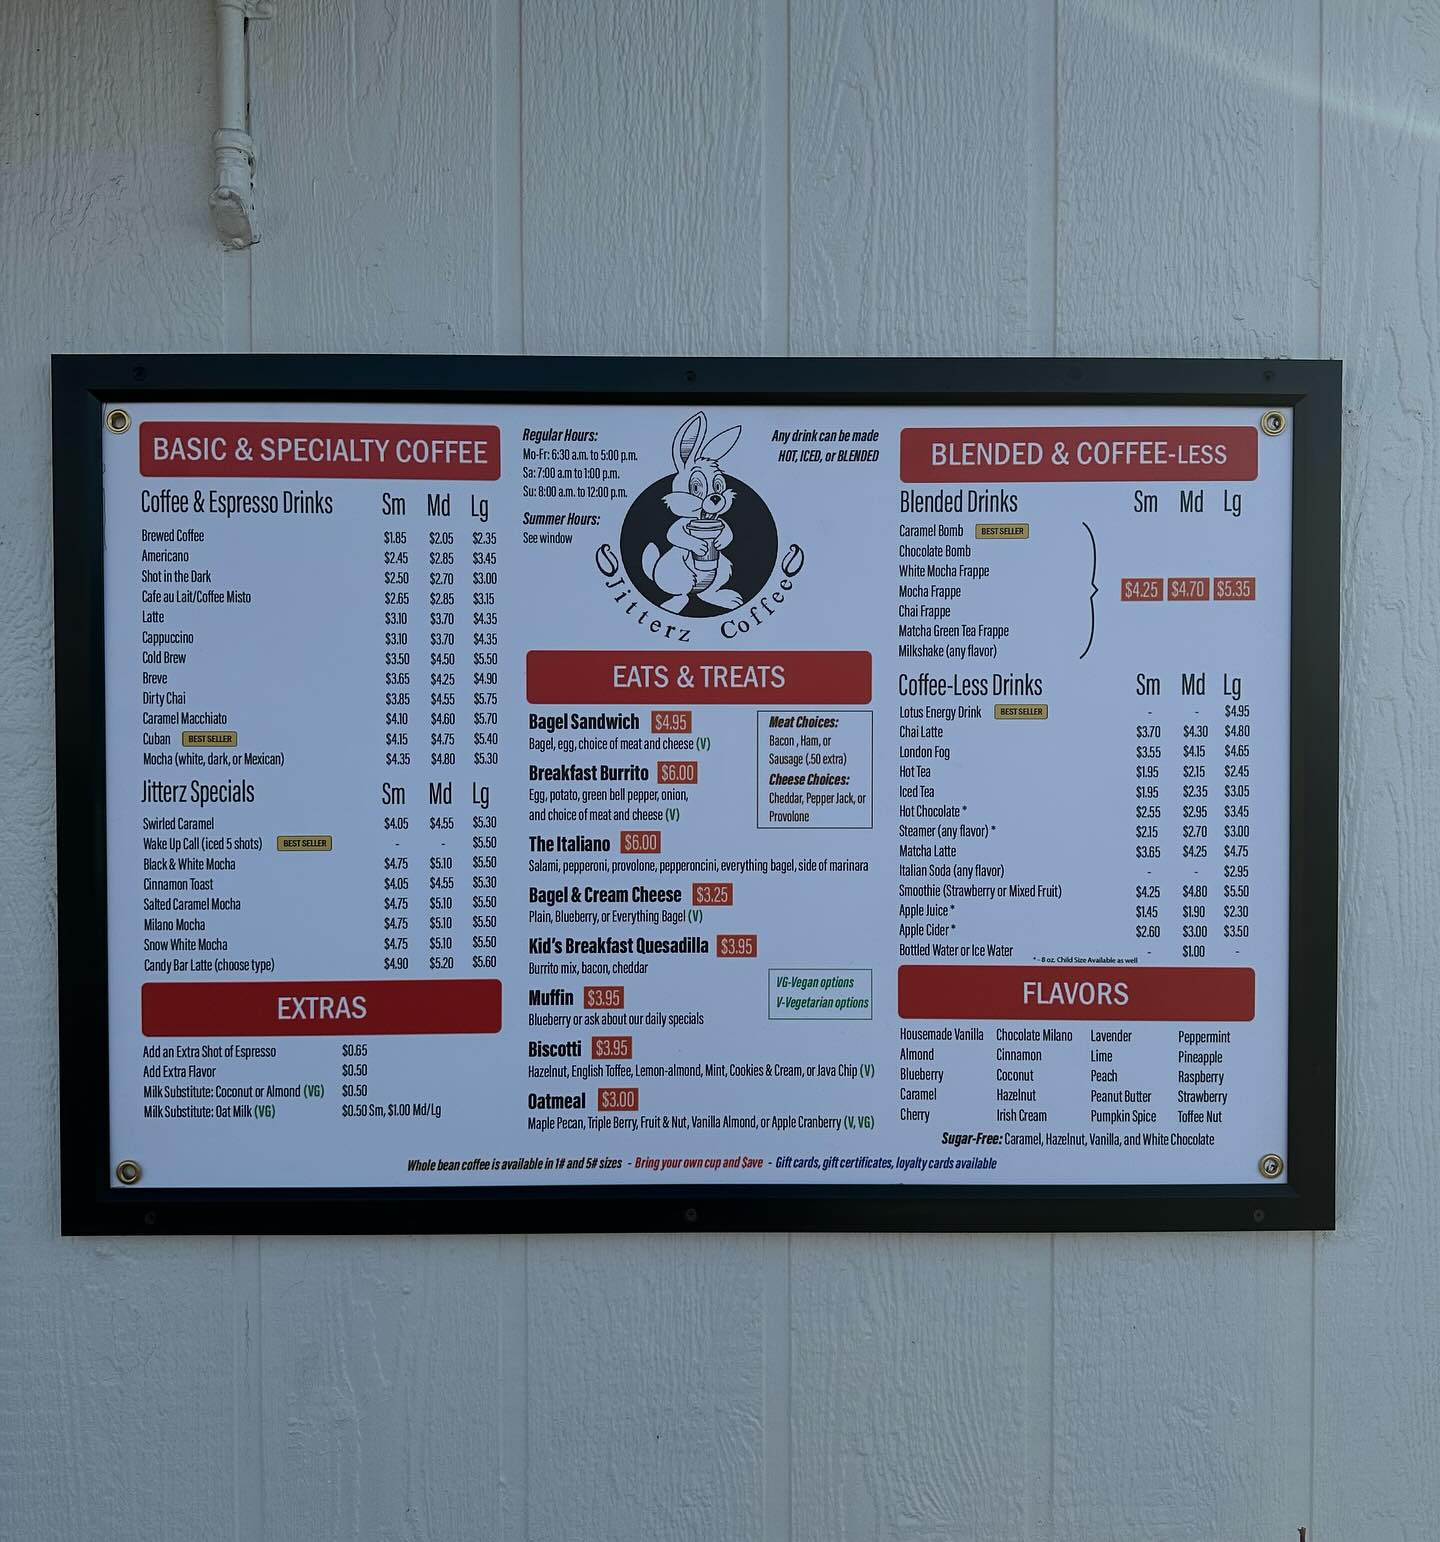 BASIC & SPECIALTY COFFEE
Coffee & Espresso Drinks Sm Md Lg
Brewed Coffee $1.85 $2.05 $2.35
Americano $2.45 $2.85 $3.45
Shot in the Dark $2.50 $2.70 $3.00
Cafe au Lait/Coffee Misto $2.65 $2.85 $3.15
Latte $3.10 $3.70 $4.35
Cappuccino $3.10 $3.70 $4.35
Cold Brew $3.50 $4.50 $5.50
Breve $3.65 $4.25 $4.90
Dirty Chai $3.85 $4.55 $5.75
Caramel Macchiato $4.10 $4.60 $5.70
Cuban BEST SELLER $4.15 $4.75 $5.40
Mocha (white, dark, or Mexican) $4.35 $4.80 $5.30
Jitterz Specials Sm Md Lg
Swirled Caramel $4.05 $4.55 $5.30
Wake Up Call (iced 5 shots) BEST SELLER - - $5.50
Black & White Mocha $4.75 $5.10 $5.50
Cinnamon Toast $4.05 $4.55 $5.30
Salted Caramel Mocha $4.75 $5.10 $5.50
Milano Mocha $4.75 $5.10 $5.50
Snow White Mocha $4.75 $5.10 $5.50
Candy Bar Latte (choose type) $4.90 $5.20 $5.60
EXTRAS
Add an Extra Shot of Espresso $0.65
Add Extra Flavor $0.50
Milk Substitute: Coconut or Almond (VG) $0.50
Milk Substitute: Oat Milk (VG) $0.50 Sm, $1.00 Md/Lg
Regular Hours:
Mo-Fr: 6:30 a.m. to 5:00 p.m.
Sa: 7:00 a.m to 1:00 p.m.
Su: 8:00 a.m. to 12:00 p.m.
Summer Hours:
See window
Any drink can be made
HOT, ICED, or BLENDED
Jitterz Coffee
EATS & TREATS
Bagel Sandwich $4.95
Bagel, egg, choice of meat and cheese (V)
Breakfast Burrito $6.00
Egg, potato, green bell pepper, onion,
and choice of meat and cheese (V)
Meat Choices:
Bacon , Ham, or
Sausage (.50 extra)
Cheese Choices:
Cheddar, Pepper Jack, or
Provolone
The Italiano $6.00
Salami, pepperoni, provolone, pepperoncini, everything bagel, side of marinara
Bagel & Cream Cheese $3.25
Plain, Blueberry, or Everything Bagel (V)
Kid's Breakfast Quesadilla $3.95
Burrito mix, bacon, cheddar
VG-Vegan options
V-Vegetarian options
Muffin $3.95
Blueberry or ask about our daily specials
Biscotti $3.95
Hazelnut, English Toffee, Lemon-almond, Mint, Cookies & Cream, or Java Chip (V)
Oatmeal $3.00
Maple Pecan, Triple Berry, Fruit & Nut, Vanilla Almond, or Apple Cranberry (V, VG)
BLENDED & COFFEE-LESS
Blended Drinks Sm Md Lg
Caramel Bomb BEST SELLER
Chocolate Bomb
White Mocha Frappe
Mocha Frappe $4.25 $4.70 $5.35
Chai Frappe
Matcha Green Tea Frappe
Milkshake (any flavor)
Coffee-Less Drinks Sm Md Lg
Lotus Energy Drink BEST SELLER - - $4.95
Chai Latte $3.70 $4.30 $4.80
London Fog $3.55 $4.15 $4.65
Hot Tea $1.95 $2.15 $2.45
Iced Tea $1.95 $2.35 $3.05
Hot Chocolate * $2.55 $2.95 $3.45
Steamer (any flavor) * $2.15 $2.70 $3.00
Matcha Latte $3.65 $4.25 $4.75
Italian Soda (any flavor) - - $2.95
Smoothie (Strawberry or Mixed Fruit) $4.25 $4.80 $5.50
Apple Juice * $1.45 $1.90 $2.30
Apple Cider * $2.60 $3.00 $3.50
Bottled Water or Ice Water - $1.00 -
* - 8 oz. Child Size Available as well
FLAVORS
Housemade Vanilla Chocolate Milano Lavender Peppermint
Almond Cinnamon Lime Pineapple
Blueberry Coconut Peach Raspberry
Caramel Hazelnut Peanut Butter Strawberry
Cherry Irish Cream Pumpkin Spice Toffee Nut
Sugar-Free: Caramel, Hazelnut, Vanilla, and White Chocolate
Whole bean coffee is available in 1# and 5# sizes - Bring your own cup and $ave - Gift cards, gift certificates, loyalty cards available